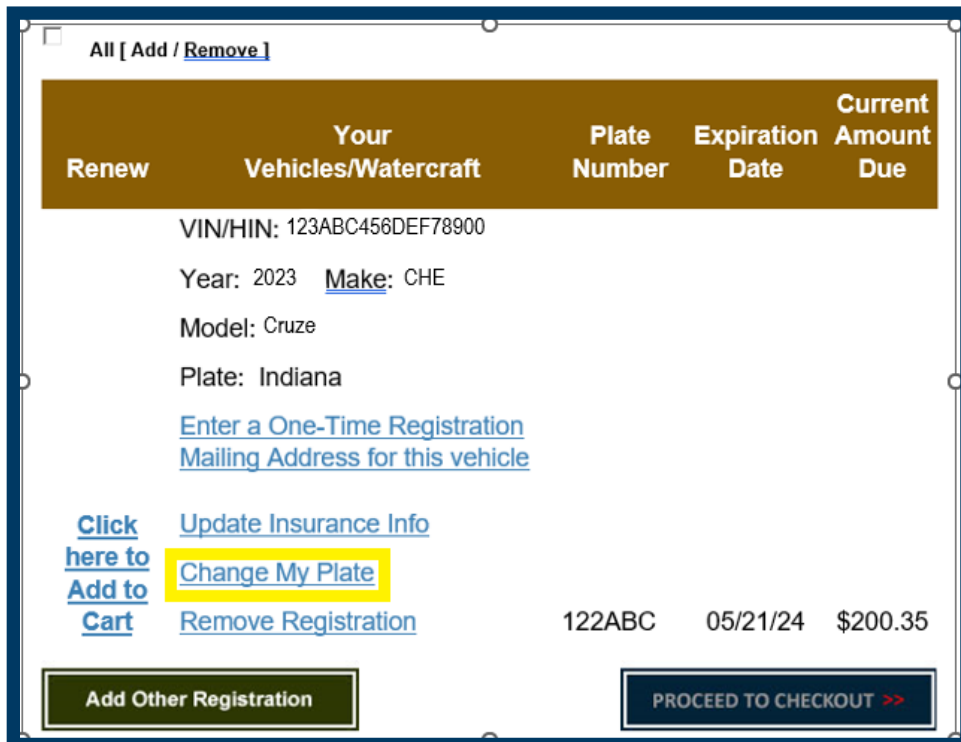 All [ Add / Remove ]
Renew
Your
Vehicles/Watercraft
Plate
Number
Expiration
Date
Current
Amount
Due
VIN/HIN: 123ABC456DEF78900
Year: 2023 Make: CHE
Model: Cruze
Plate: Indiana
Enter a One-Time Registration
Mailing Address for this vehicle
Click
here to
Add to
Cart
Update Insurance Info
Change My Plate
Remove Registration
122ABC
05/21/24
$200.35
Add Other Registration
PROCEED TO CHECKOUT >>